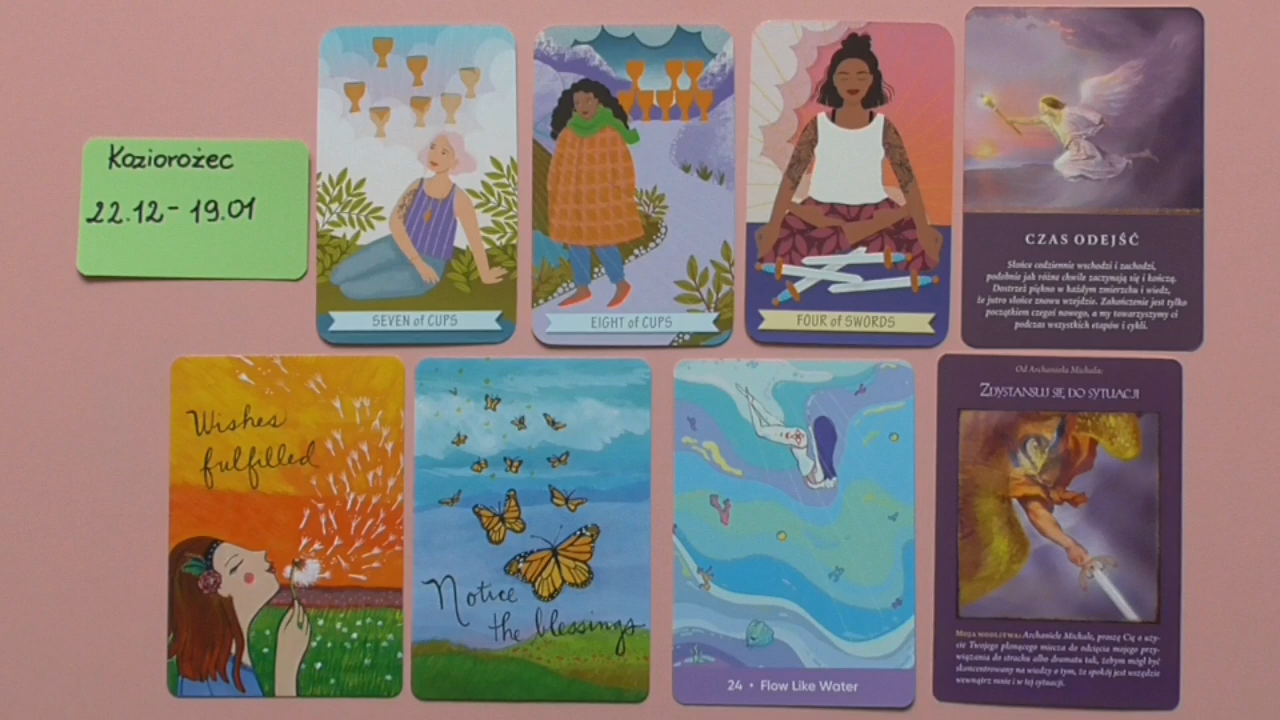 Koziorożec
22.12 - 19.01
SEVEN of CUPS
EIGHT of CUPS
FOUR of SWORDS
CZAS ODEJŚĆ
Słońce codziennie wschodzi i zachodzi,
podobnie jak różne chwile zaczynają się i kończą.
Dostrzeż piękno w każdym zmierzchu i wiedz,
że jutro słońce znowu wzejdzie. Zakończenie jest tylko
początkiem czegoś nowego, a my towarzyszymy ci
podczas wszystkich etapów i cykli.
Wishes
fulfilled
Notice
the blessings
24 • Flow Like Water
Od Archanioła Michała:
ZDYSTANSUJ SIĘ DO SYTUACJI
MOJA MODLITWA: Archaniele Michale, proszę Cię o uży-
cie Twojego płonącego miecza do odcięcia mojego przy-
wiązania do strachu albo dramatu tak, żebym mógł być
skoncentrowany na wiedzy o tym, że spokój jest wszędzie
wewnątrz mnie i w tej sytuacji.